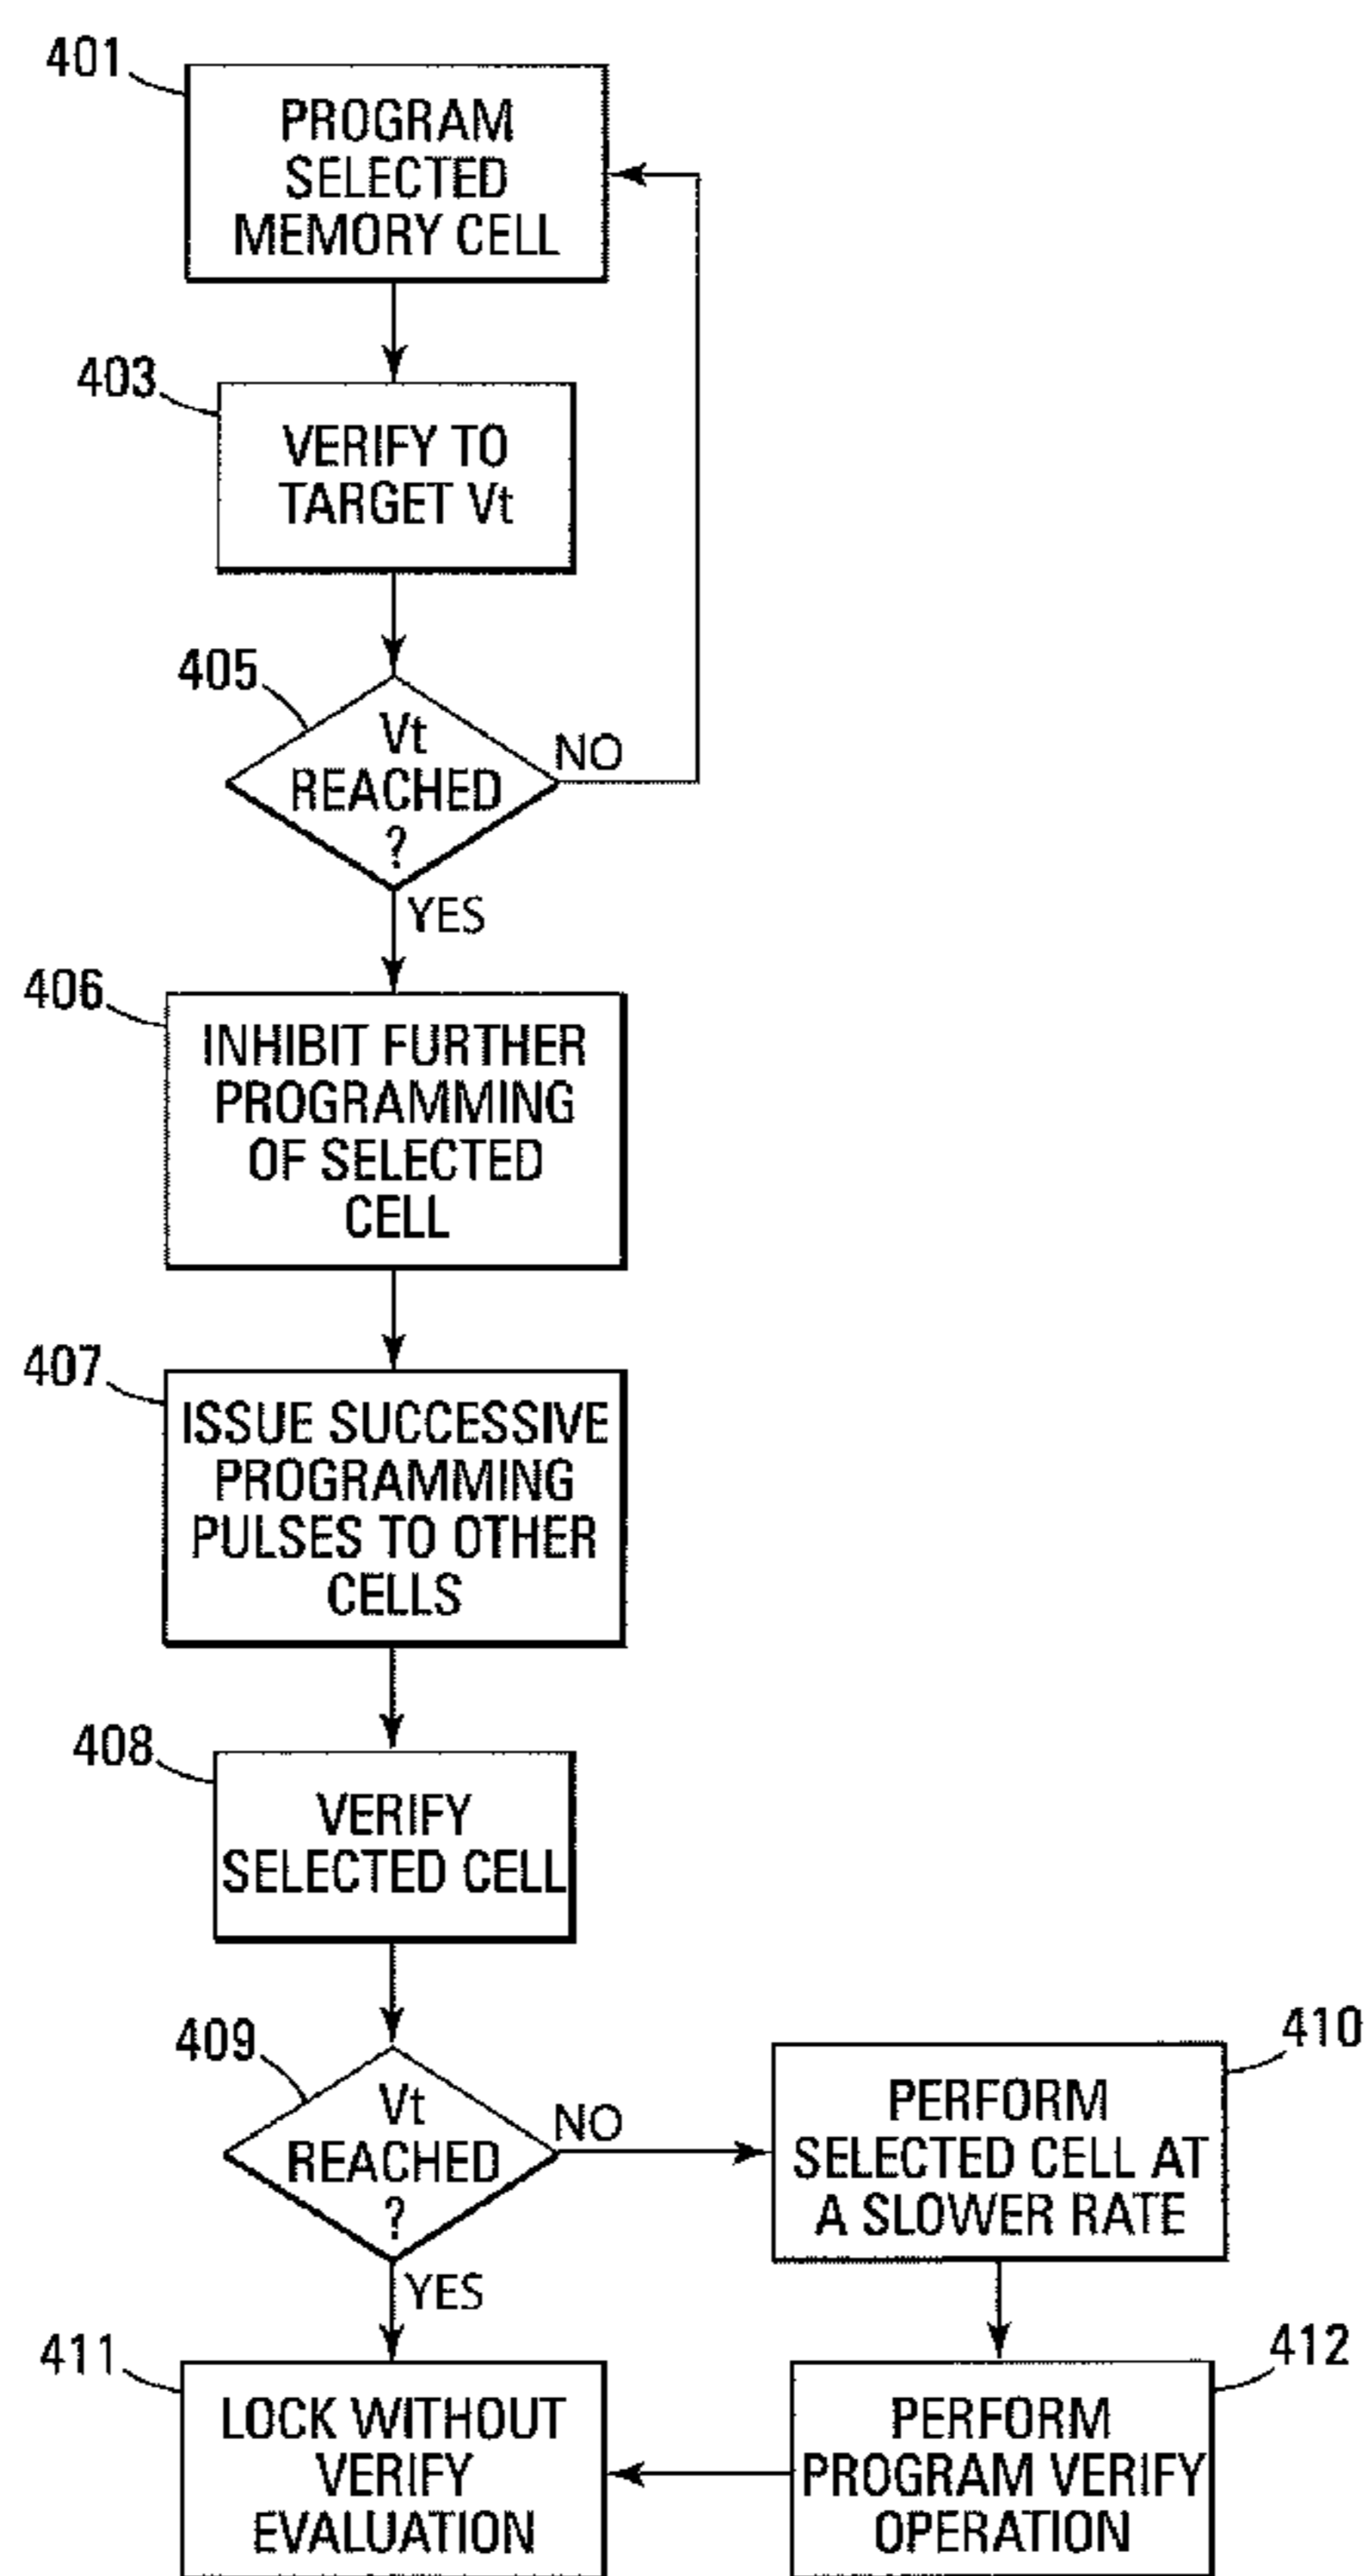 401
PROGRAM
SELECTED
MEMORY CELL
403
VERIFY TO
TARGET Vt
405
Vt
REACHED
?
NO
YES
406
INHIBIT FURTHER
PROGRAMMING
OF SELECTED
CELL
407
ISSUE SUCCESSIVE
PROGRAMMING
PULSES TO OTHER
CELLS
408
VERIFY
SELECTED CELL
409
Vt
REACHED
?
NO
YES
410
PERFORM
SELECTED CELL AT
A SLOWER RATE
411
LOCK WITHOUT
VERIFY
EVALUATION
412
PERFORM
PROGRAM VERIFY
OPERATION